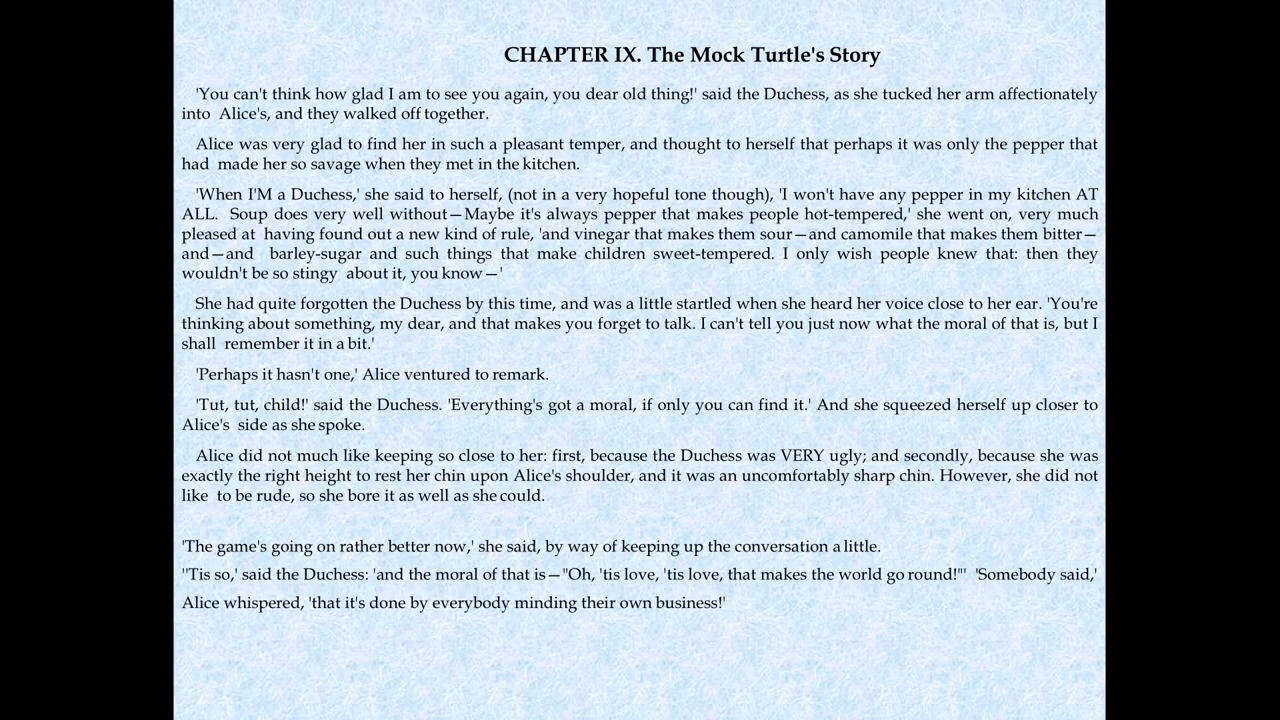 CHAPTER IX. The Mock Turtle's Story
'You can't think how glad I am to see you again, you dear old thing!' said the Duchess, as she tucked her arm affectionately
into Alice's, and they walked off together.
Alice was very glad to find her in such a pleasant temper, and thought to herself that perhaps it was only the pepper that
had made her so savage when they met in the kitchen.
'When I'M a Duchess,' she said to herself, (not in a very hopeful tone though), 'I won't have any pepper in my kitchen AT
ALL. Soup does very well without—Maybe it's always pepper that makes people hot-tempered,' she went on, very much
pleased at having found out a new kind of rule, 'and vinegar that makes them sour—and camomile that makes them bitter—
and—and barley-sugar and such things that make children sweet-tempered. I only wish people knew that: then they
wouldn't be so stingy about it, you know—'
She had quite forgotten the Duchess by this time, and was a little startled when she heard her voice close to her ear. 'You're
thinking about something, my dear, and that makes you forget to talk. I can't tell you just now what the moral of that is, but I
shall remember it in a bit.'
'Perhaps it hasn't one,' Alice ventured to remark.
'Tut, tut, child!' said the Duchess. 'Everything's got a moral, if only you can find it.' And she squeezed herself up closer to
Alice's side as she spoke.
Alice did not much like keeping so close to her: first, because the Duchess was VERY ugly; and secondly, because she was
exactly the right height to rest her chin upon Alice's shoulder, and it was an uncomfortably sharp chin. However, she did not
like to be rude, so she bore it as well as she could.
'The game's going on rather better now,' she said, by way of keeping up the conversation a little.
''Tis so,' said the Duchess: 'and the moral of that is—"Oh, 'tis love, 'tis love, that makes the world go round!"' 'Somebody said,'
Alice whispered, 'that it's done by everybody minding their own business!'